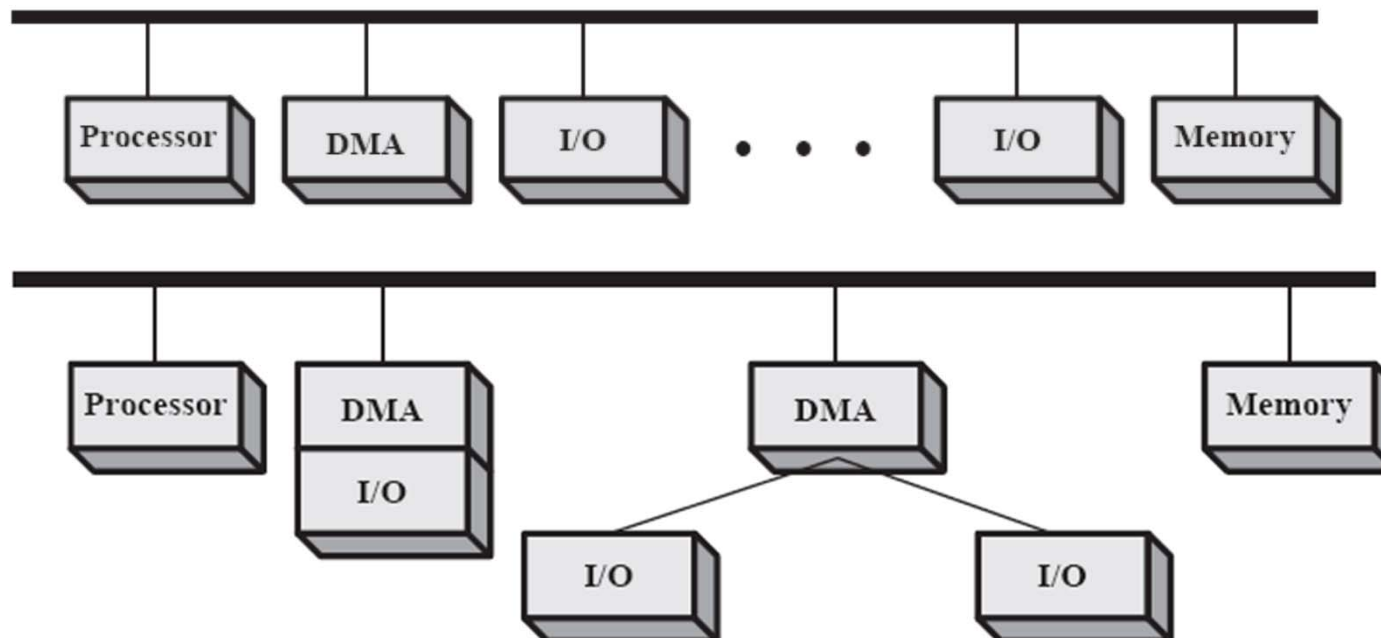 Processor
DMA
I/O
I/O
Memory
Processor
DMA
I/O
DMA
Memory
I/O
I/O